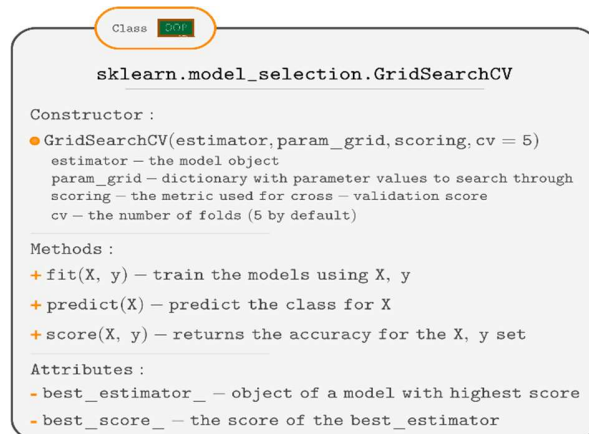 Class OOP
sklearn.model_selection.GridSearchCV
Constructor :
GridSearchCV(estimator, param_grid, scoring, cv = 5)
estimator – the model object
param_grid – dictionary with parameter values to search through
scoring – the metric used for cross – validation score
cv – the number of folds (5 by default)
Methods :
+ fit(X, y) – train the models using X, y
+ predict(X) – predict the class for X
+ score(X, y) – returns the accuracy for the X, y set
Attributes :
- best_estimator_ – object of a model with highest score
- best_score_ – the score of the best_estimator